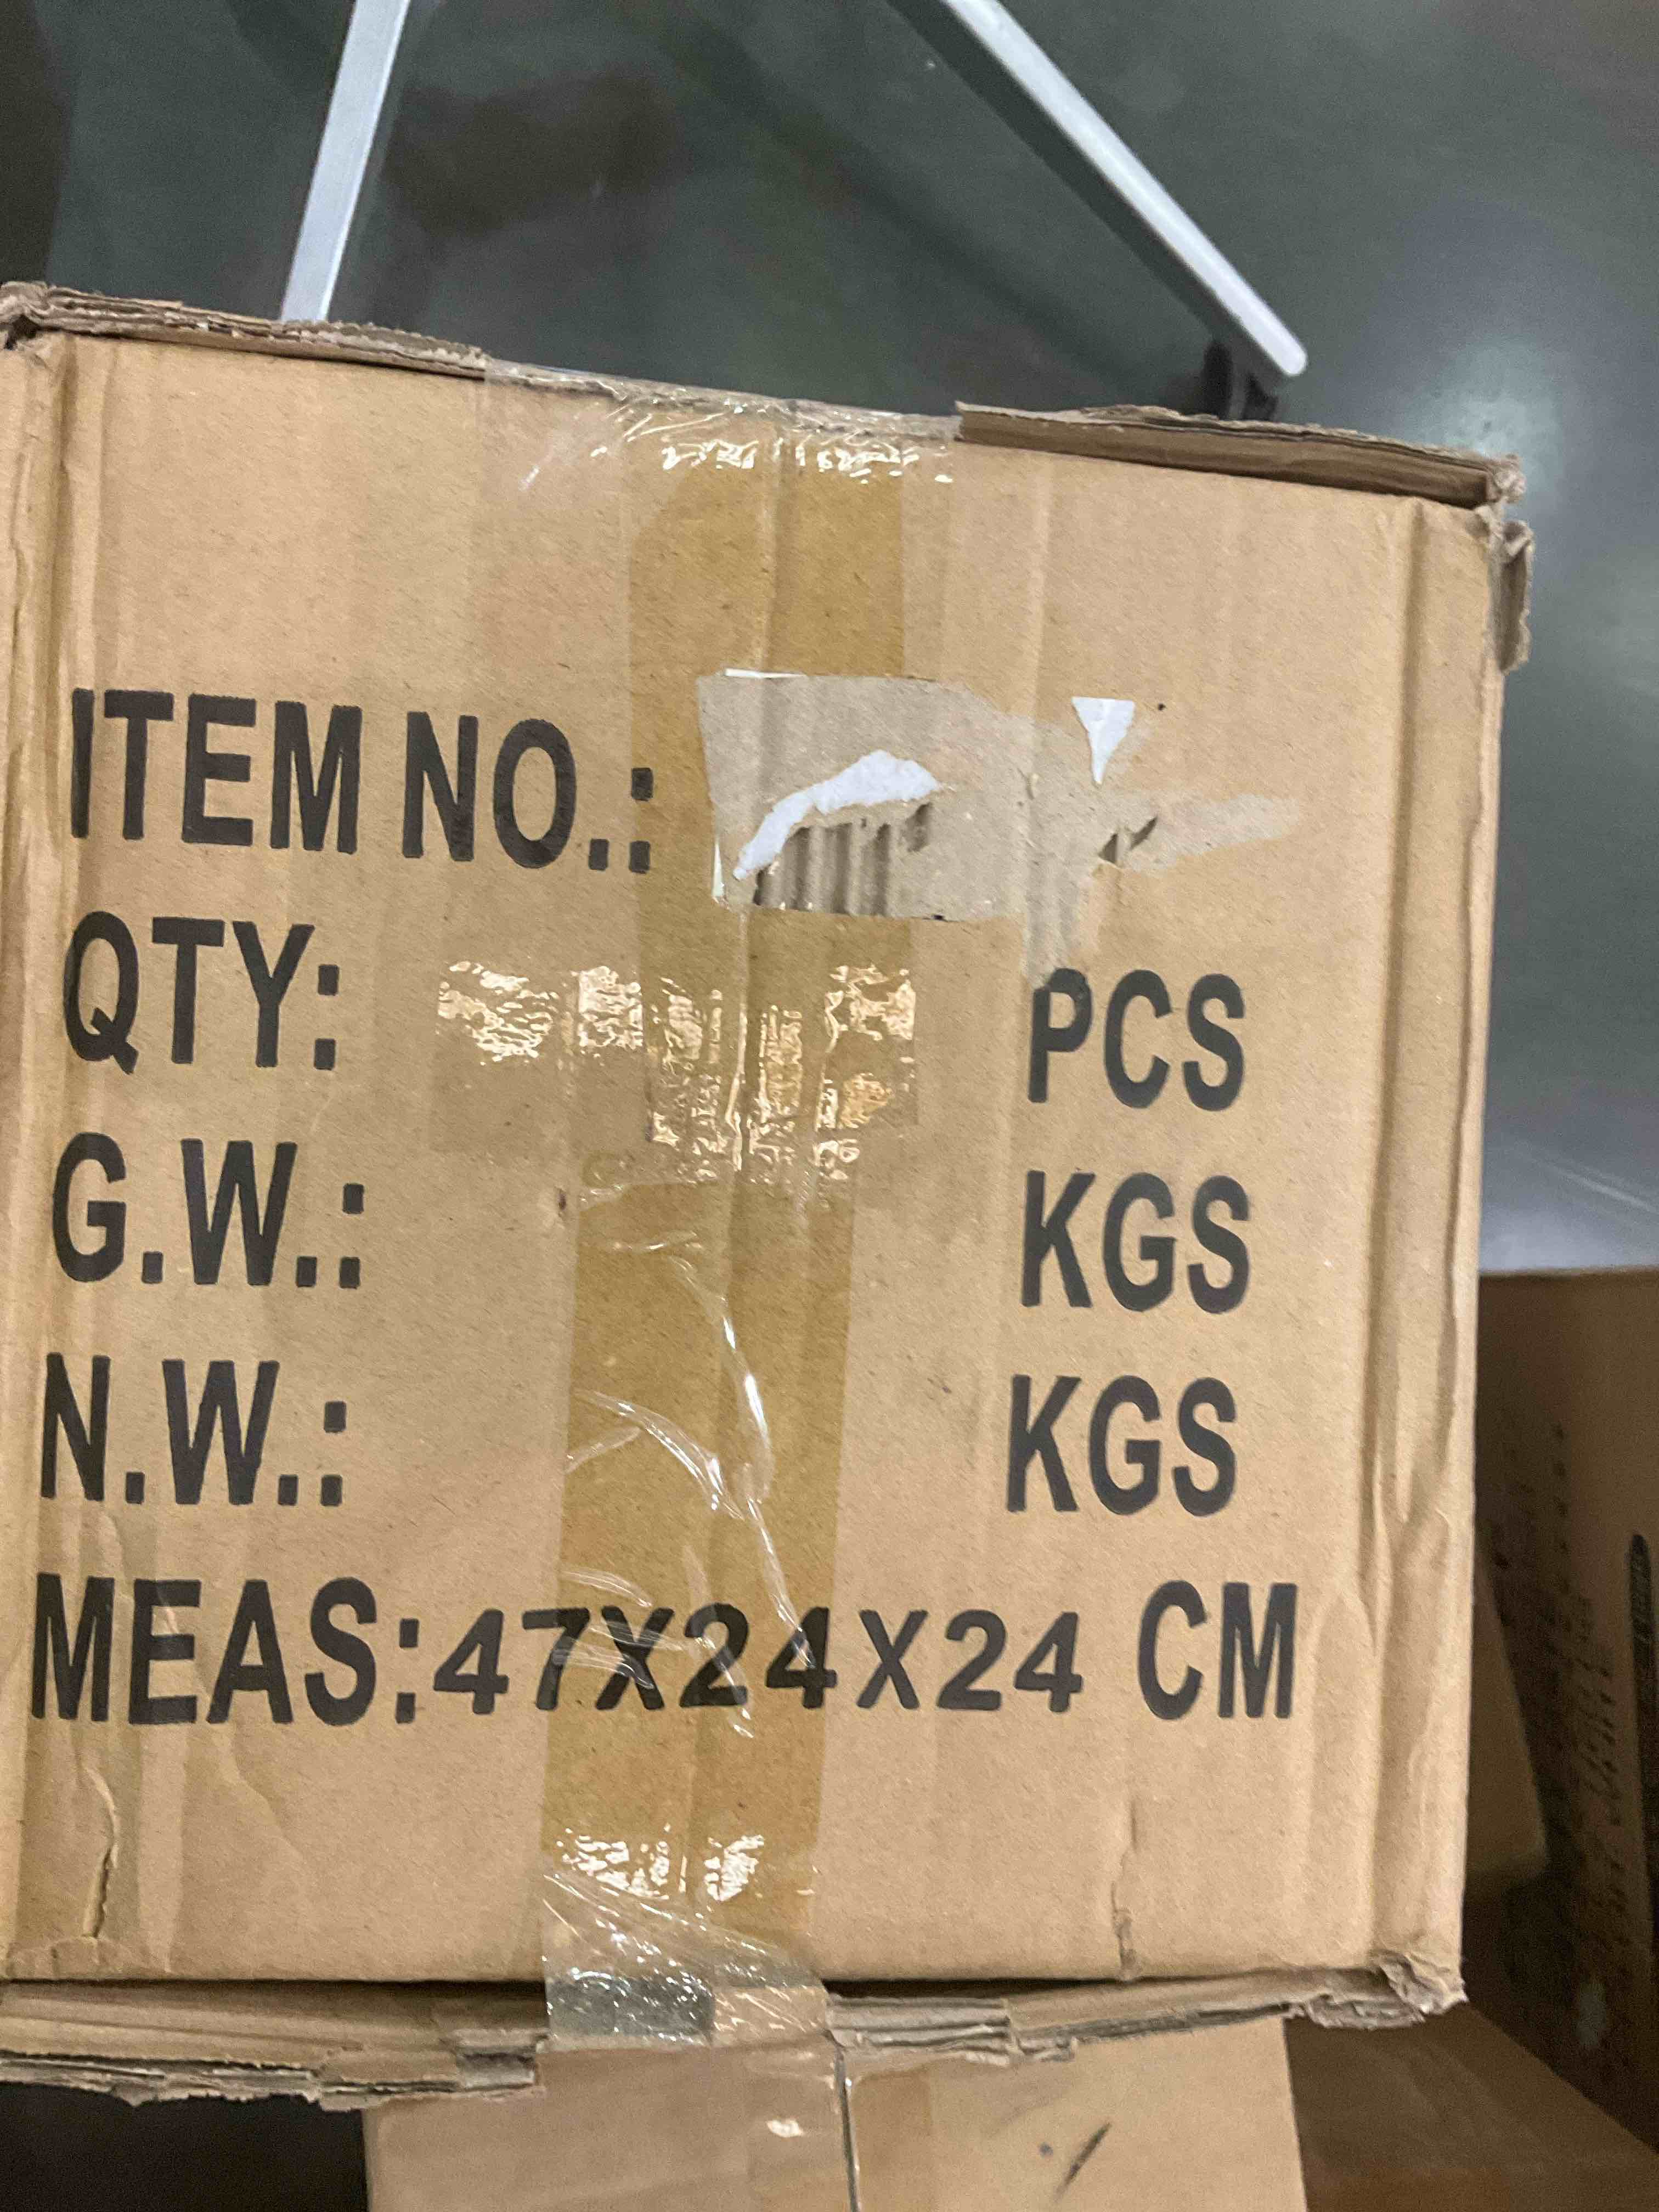 ITEM NO.:
QTY: PCS
G.W.: KGS
N.W.: KGS
MEAS:47X24X24 CM